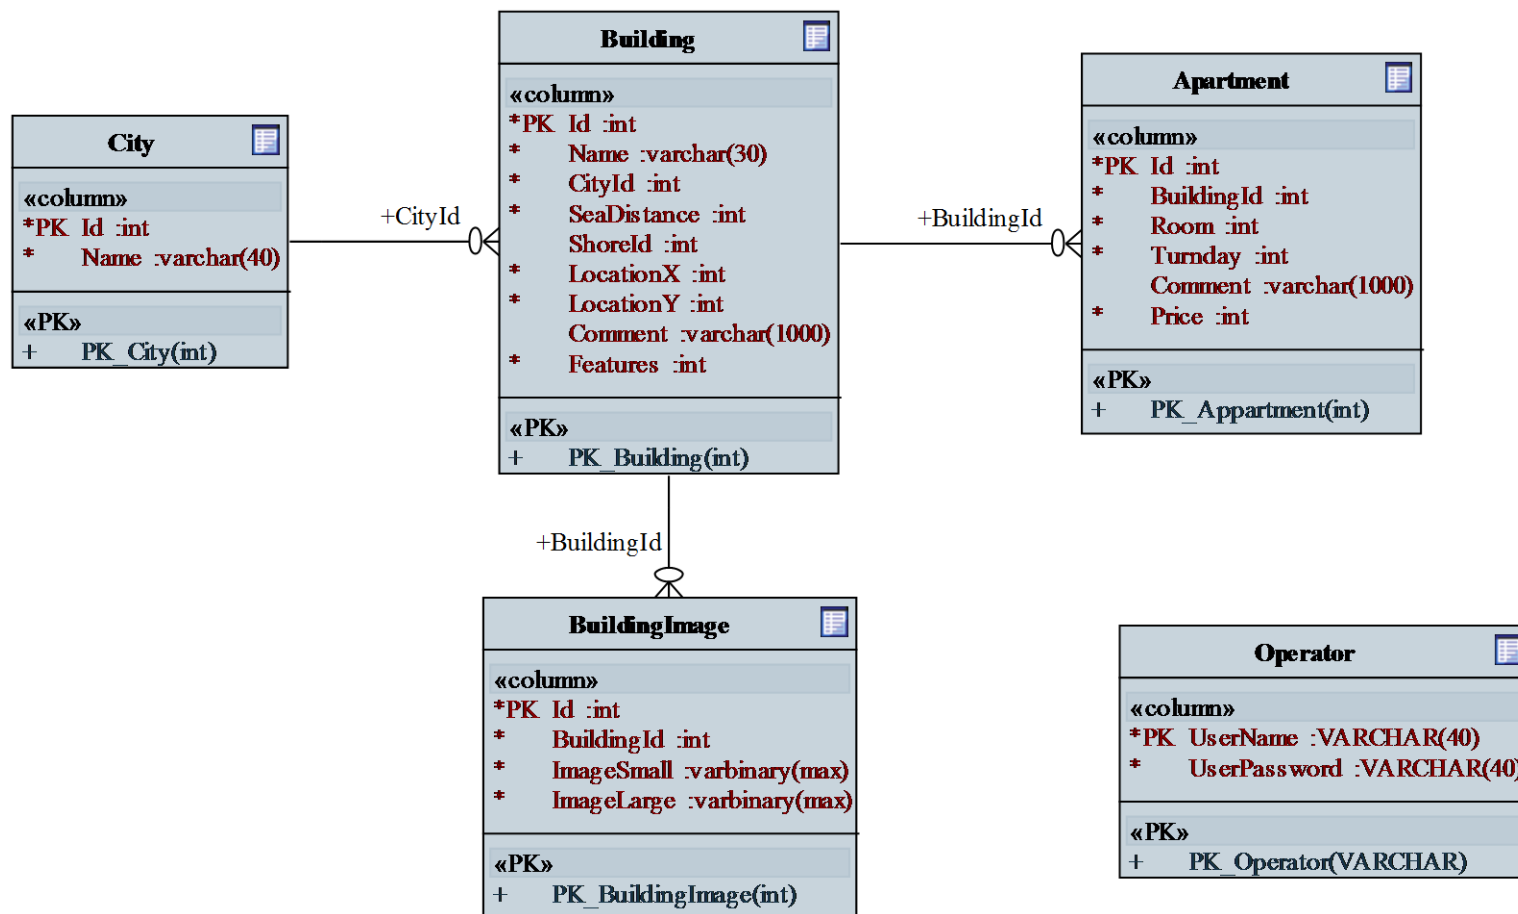 City
«column»
*PK Id :int
* Name :varchar(40)
«PK»
+ PK_City(int)
+CityId
Building
«column»
*PK Id :int
* Name :varchar(30)
* CityId :int
* SeaDistance :int
ShoreId :int
* LocationX :int
* LocationY :int
Comment :varchar(1000)
* Features :int
«PK»
+ PK_Building(int)
+BuildingId
Apartment
«column»
*PK Id :int
* BuildingId :int
* Room :int
* Turnday :int
Comment :varchar(1000)
* Price :int
«PK»
+ PK_Appartment(int)
+BuildingId
BuildingImage
«column»
*PK Id :int
* BuildingId :int
* ImageSmall :varbinary(max)
* ImageLarge :varbinary(max)
«PK»
+ PK_BuildingImage(int)
Operator
«column»
*PK UserName :VARCHAR(40)
* UserPassword :VARCHAR(40)
«PK»
+ PK_Operator(VARCHAR)